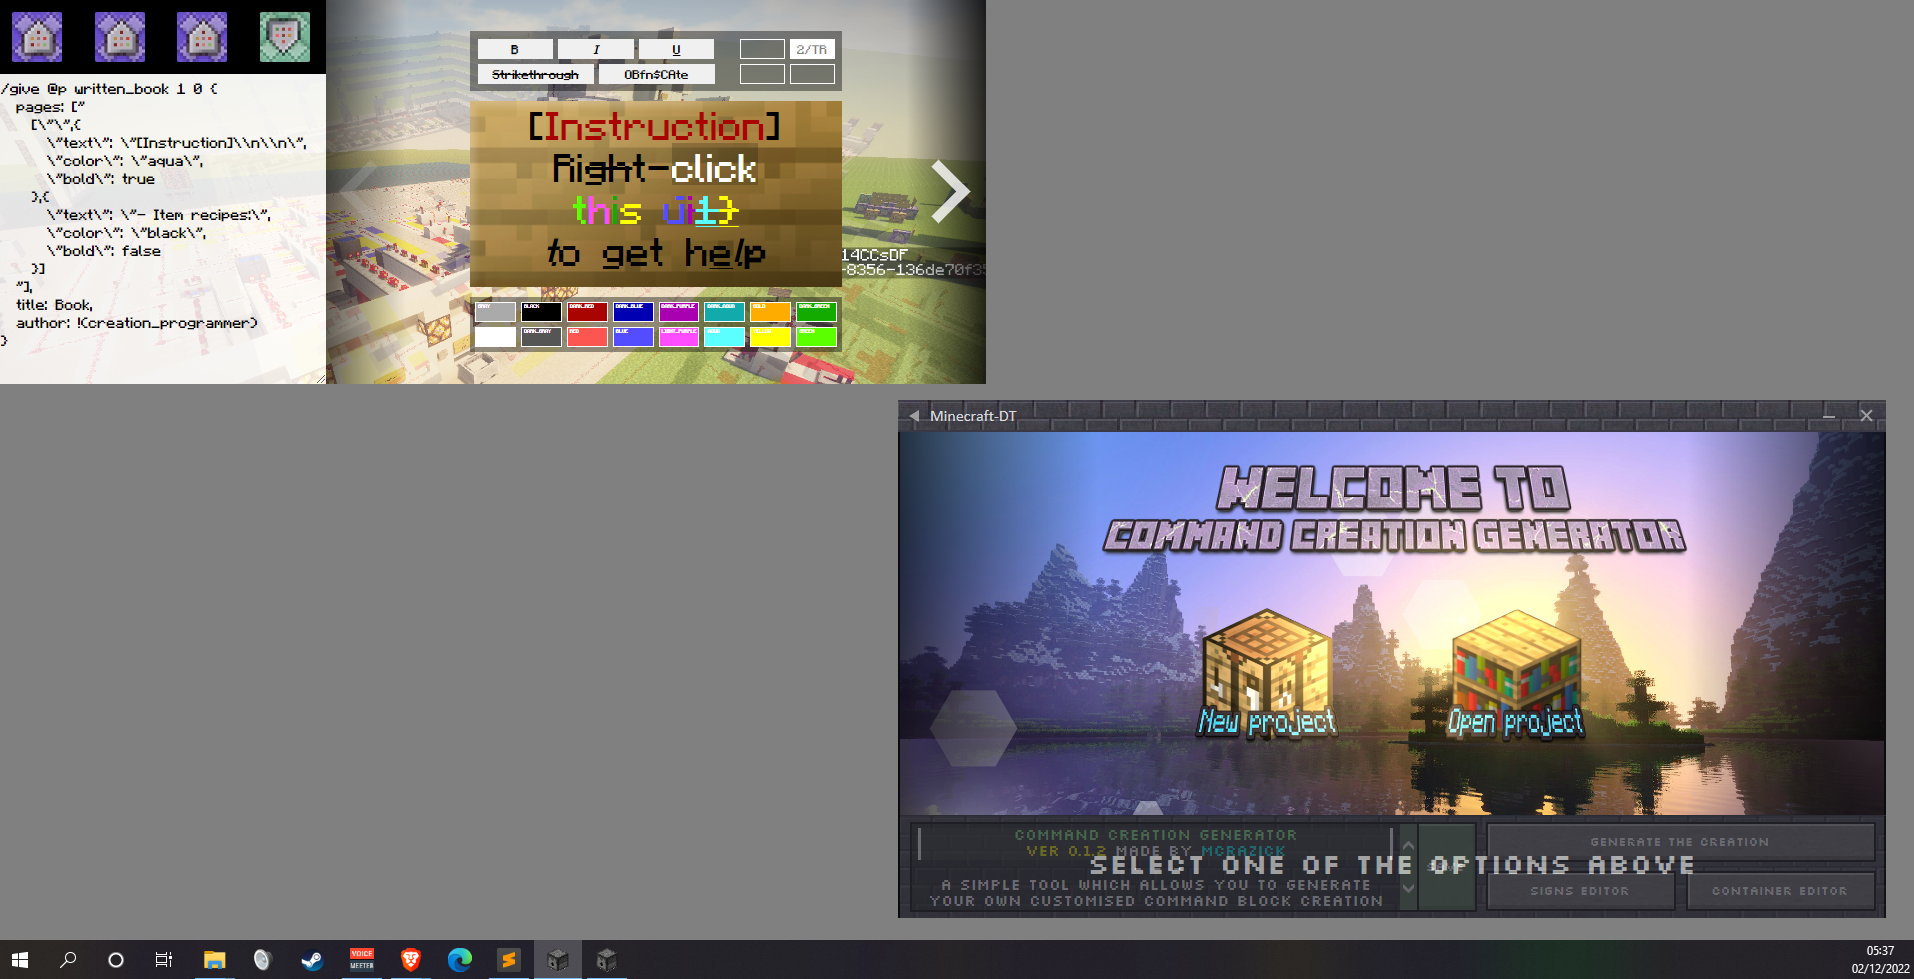 /give @p written_book 1 0 {
pages: ["
[\"\",{
\"text\": \"[Instruction]\\n\\n\",
\"color\": \"aqua\",
\"bold\": true
},{
\"text\": \"- Item recipes:\",
\"color\": \"black\",
\"bold\": false
}]
"],
title: Book,
author: !(creation_programmer)
}
B I U 2/TR
Strikethrough OBfn$CAte
[Instruction]
Right-click
this
to get help
14CCsDF
-8356-136de70f35
GRAY BLACK DARK_RED DARK_BLUE DARK_PURPLE DARK_AQUA GOLD DARK_GREEN
DARK_GRAY RED BLUE LIGHT_PURPLE AQUA YELLOW GREEN
Minecraft-DT
WELCOME TO
COMMAND CREATION GENERATOR
New project
Open project
COMMAND CREATION GENERATOR
VER 0.1.2 MADE BY MCRAZICK
A SIMPLE TOOL WHICH ALLOWS YOU TO GENERATE
YOUR OWN CUSTOMISED COMMAND BLOCK CREATION
SELECT ONE OF THE OPTIONS ABOVE
GENERATE THE CREATION
SIGNS EDITOR
CONTAINER EDITOR
VOICE
MEETER
05:37
02/12/2022